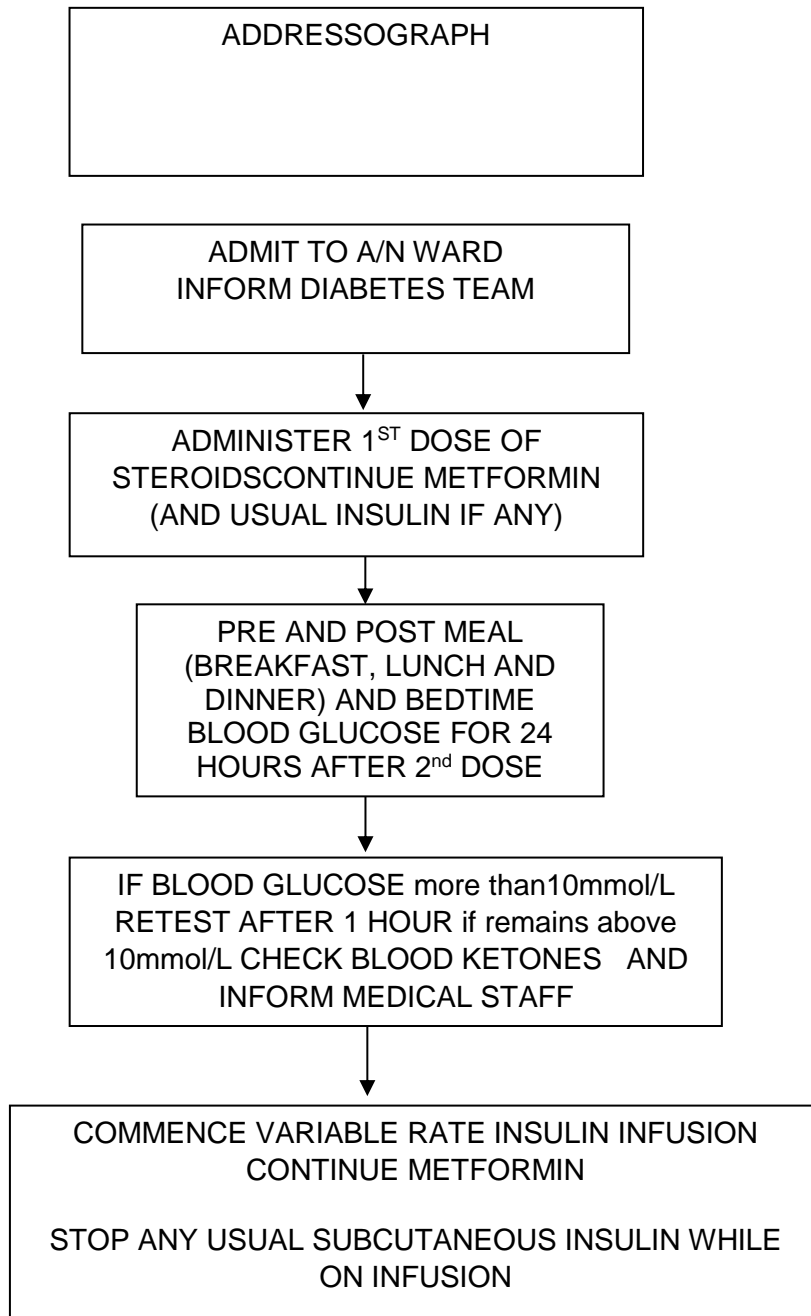 ADDRESSOGRAPH
ADMIT TO A/N WARD
INFORM DIABETES TEAM
ADMINISTER 1ST DOSE OF
STEROIDSCONTINUE METFORMIN
(AND USUAL INSULIN IF ANY)
PRE AND POST MEAL
(BREAKFAST, LUNCH AND
DINNER) AND BEDTIME
BLOOD GLUCOSE FOR 24
HOURS AFTER 2nd DOSE
IF BLOOD GLUCOSE more than10mmol/L
RETEST AFTER 1 HOUR if remains above
10mmol/L CHECK BLOOD KETONES AND
INFORM MEDICAL STAFF
COMMENCE VARIABLE RATE INSULIN INFUSION
CONTINUE METFORMIN
STOP ANY USUAL SUBCUTANEOUS INSULIN WHILE
ON INFUSION